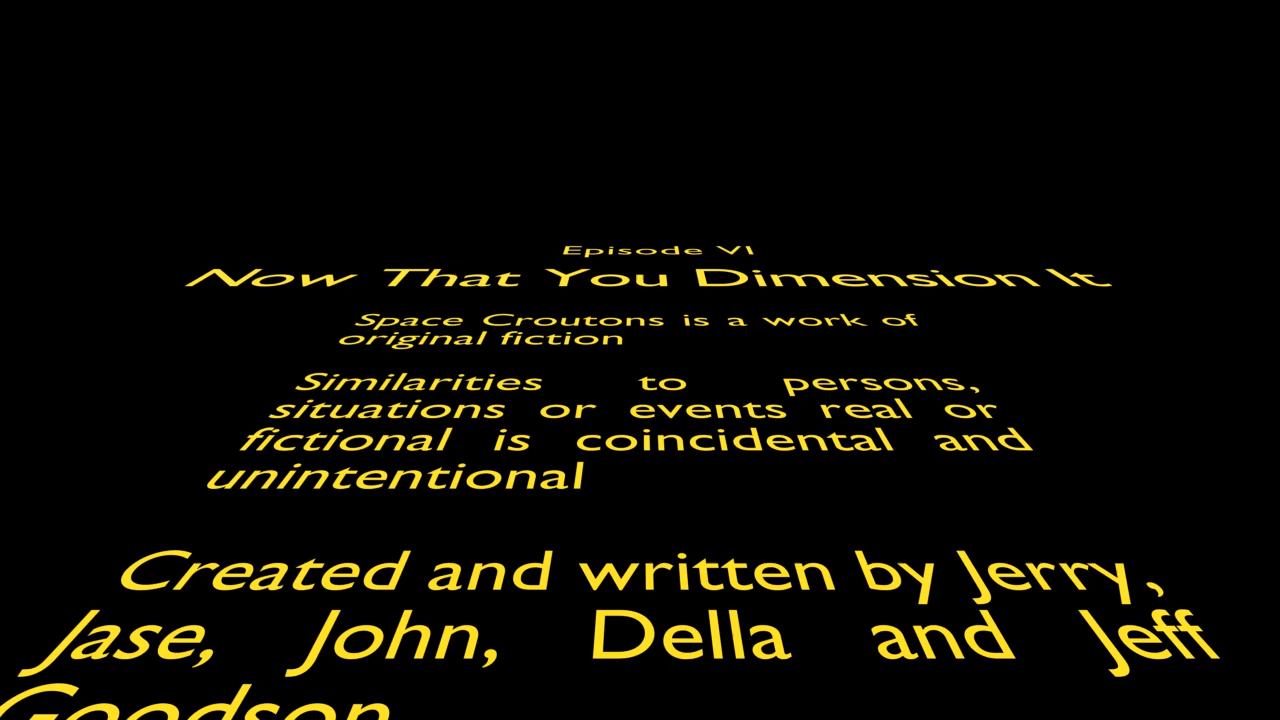 Episode VI
Now That You Dimension It
Space Croutons is a work of
original fiction
Similarities to persons,
situations or events real or
fictional is coincidental and
unintentional
Created and written by Jerry,
Jase, John, Della and Jeff
Goodson